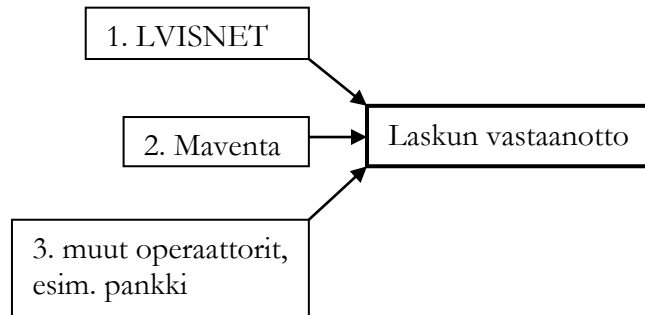 1. LVISNET
Laskun vastaanotto
2. Maventa
3. muut operaattorit,
esim. pankki